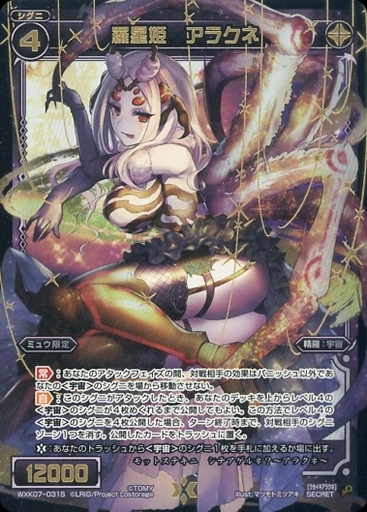 シグニ
4
羅星姫 アラクネ
ミュウ限定
精羅:宇宙
常:あなたのアタックフェイズの間、対戦相手の効果はバニッシュ以外であ
なたの<宇宙>のシグニを場から移動させない。
自:このシグニがアタックしたとき、あなたのデッキを上からレベル4の
<宇宙>のシグニが4枚めくれるまで公開してもよい。この方法でレベル4の
<宇宙>のシグニを4枚公開した場合、ターン終了時まで、対戦相手のシグニ
ゾーン1つを消す。公開したカードをトラッシュに置く。
:あなたのトラッシュから<宇宙>のシグニ1枚を手札に加えるか場に出す。
モットステキニ シテアゲルネ?~アラクネ~
12000
©TOMY
[ラセイキアラクネ]
WXK07-031S ©LRIG/Project Lostorage Illust:マツモトミツアキ SECRET